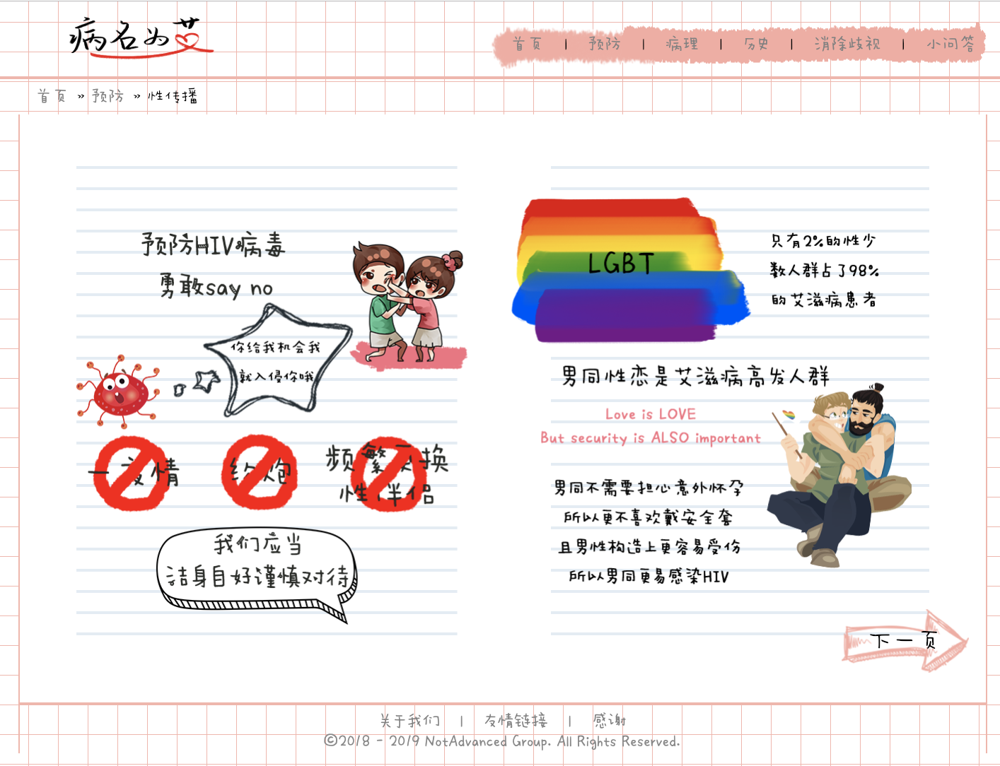 病名为艾
首页 | 预防 | 病理 | 历史 | 消除歧视 | 小问答
首页 » 预防 » 性传播
预防HIV病毒
勇敢say no
你给我机会我
就入侵你哦
一夜情
约炮
频繁更换
性伴侣
我们应当
洁身自好谨慎对待
LGBT
只有2%的性少
数人群占了98%
的艾滋病患者
男同性恋是艾滋病高发人群
Love is LOVE
But security is ALSO important
男同不需要担心意外怀孕
所以更不喜欢戴安全套
且男性构造上更容易受伤
所以男同更易感染HIV
下一页
关于我们 | 友情链接 | 感谢
©2018 - 2019 NotAdvanced Group. All Rights Reserved.